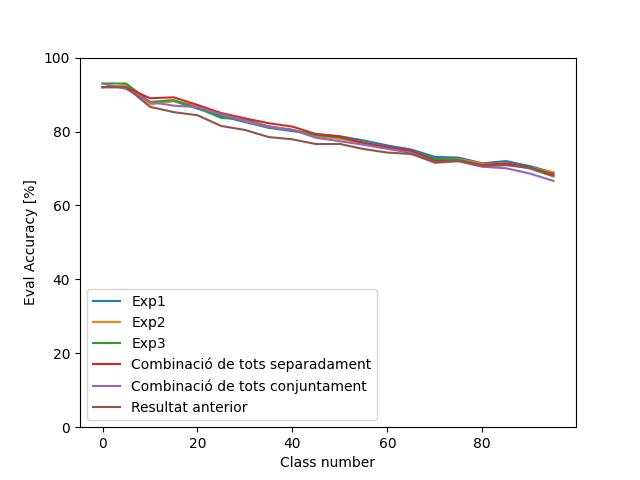 100
80
60
40
20
0
Eval Accuracy [%]
Exp1
Exp2
Exp3
Combinació de tots separadament
Combinació de tots conjuntament
Resultat anterior
0 20 40 60 80
Class number